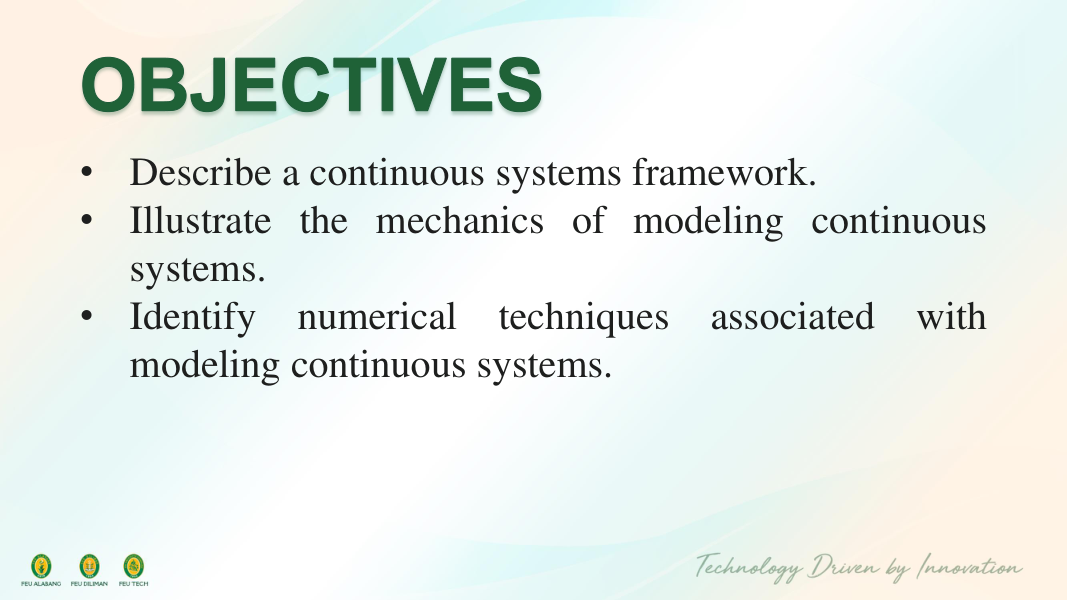 OBJECTIVES
• Describe a continuous systems framework.
• Illustrate the mechanics of modeling continuous
systems.
• Identify numerical techniques associated with
modeling continuous systems.
FEU ALABANG FEU DILIMAN FEU TECH
Technology Driven by Innovation